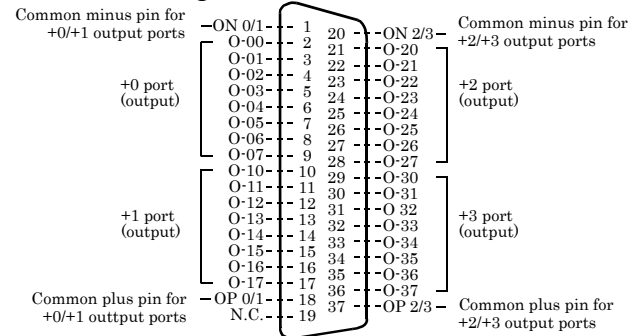 Common minus pin for
+0/+1 output ports
+0 port
(output)
+1 port
(output)
Common plus pin for
+0/+1 outtput ports
ON 0/1 1
O-00 2
O-01 3
O-02 4
O-03 5
O-04 6
O-05 7
O-06 8
O-07 9
O-10 10
O-11 11
O-12 12
O-13 13
O-14 14
O-15 15
O-16 16
O-17 17
OP 0/1 18
N.C. 19
20 ON 2/3
21 O-20
22 O-21
23 O-22
24 O-23
25 O-24
26 O-25
27 O-26
28 O-27
29 O-30
30 O-31
31 O 32
32 O-33
33 O-34
34 O-35
35 O-36
36 O-37
37 OP 2/3
Common minus pin for
+2/+3 output ports
+2 port
(output)
+3 port
(output)
Common plus pin for
+2/+3 output ports